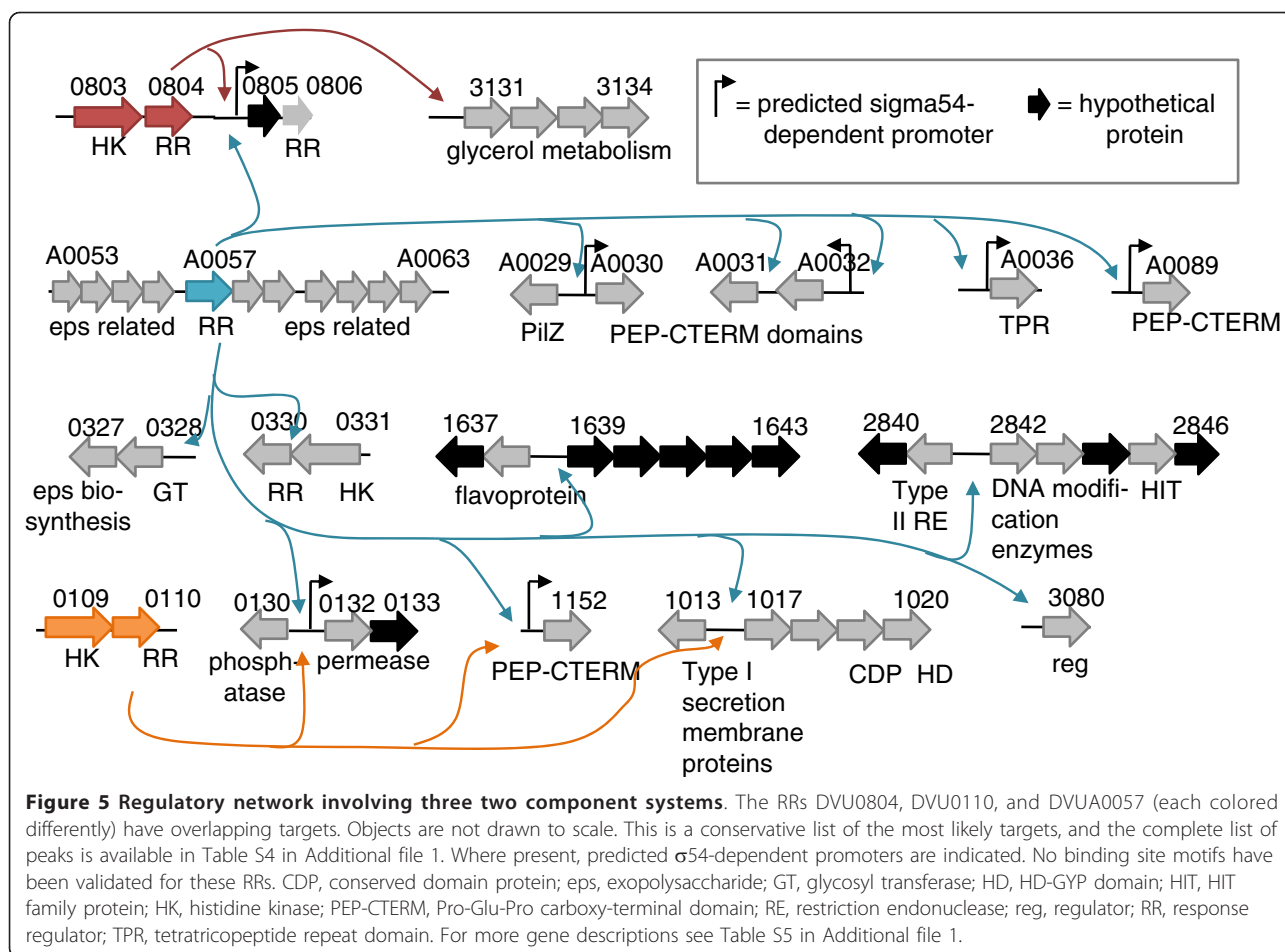 0803 0804 0805 0806
HK RR RR
3131 3134
glycerol metabolism
= predicted sigma54-
dependent promoter
= hypothetical
protein
A0053 A0057 A0063
eps related RR eps related
A0029 A0030
PilZ
A0031 A0032
PEP-CTERM domains
A0036
TPR
A0089
PEP-CTERM
0327 0328
eps bio-
synthesis
GT
0330 0331
RR HK
1637 1639 1643
flavoprotein
2840 2842 2846
Type
II RE
DNA modifi-
cation
enzymes
HIT
0109 0110
HK RR
0130 0132 0133
phosph-
atase
permease
1152
PEP-CTERM
1013 1017 1020
Type I
secretion
membrane
proteins
CDP HD
3080
reg
Figure 5 Regulatory network involving three two component systems. The RRs DVU0804, DVU0110, and DVUA0057 (each colored
differently) have overlapping targets. Objects are not drawn to scale. This is a conservative list of the most likely targets, and the complete list of
peaks is available in Table S4 in Additional file 1. Where present, predicted σ54-dependent promoters are indicated. No binding site motifs have
been validated for these RRs. CDP, conserved domain protein; eps, exopolysaccharide; GT, glycosyl transferase; HD, HD-GYP domain; HIT, HIT
family protein; HK, histidine kinase; PEP-CTERM, Pro-Glu-Pro carboxy-terminal domain; RE, restriction endonuclease; reg, regulator; RR, response
regulator; TPR, tetratricopeptide repeat domain. For more gene descriptions see Table S5 in Additional file 1.